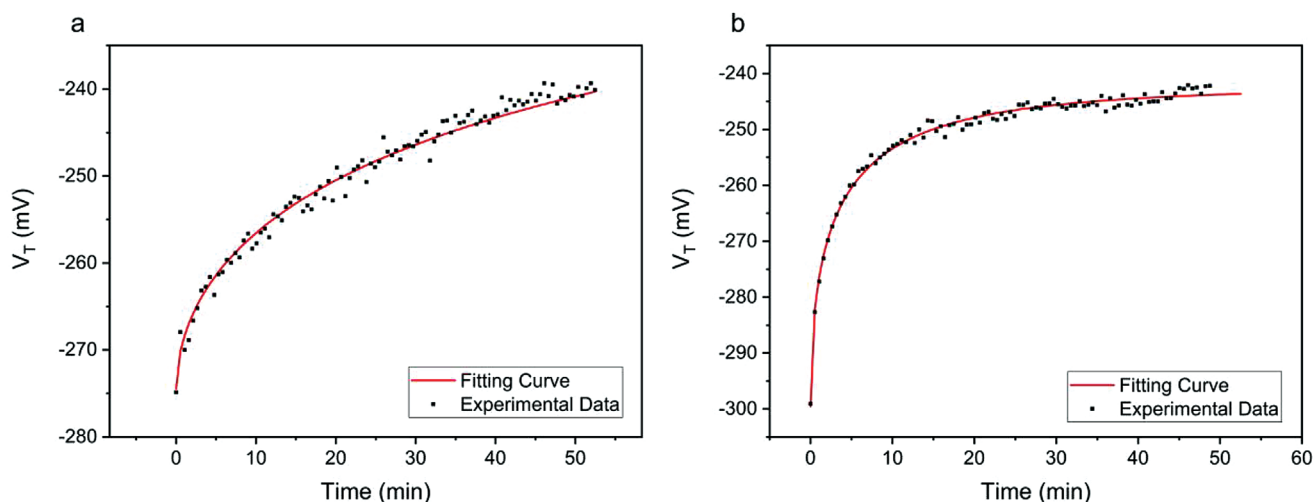 a
-240
-250
-260
-270
-280
V_T (mV)
0 10 20 30 40 50
Time (min)
Fitting Curve
Experimental Data
b
-240
-250
-260
-270
-280
-290
-300
V_T (mV)
0 10 20 30 40 50 60
Time (min)
Fitting Curve
Experimental Data